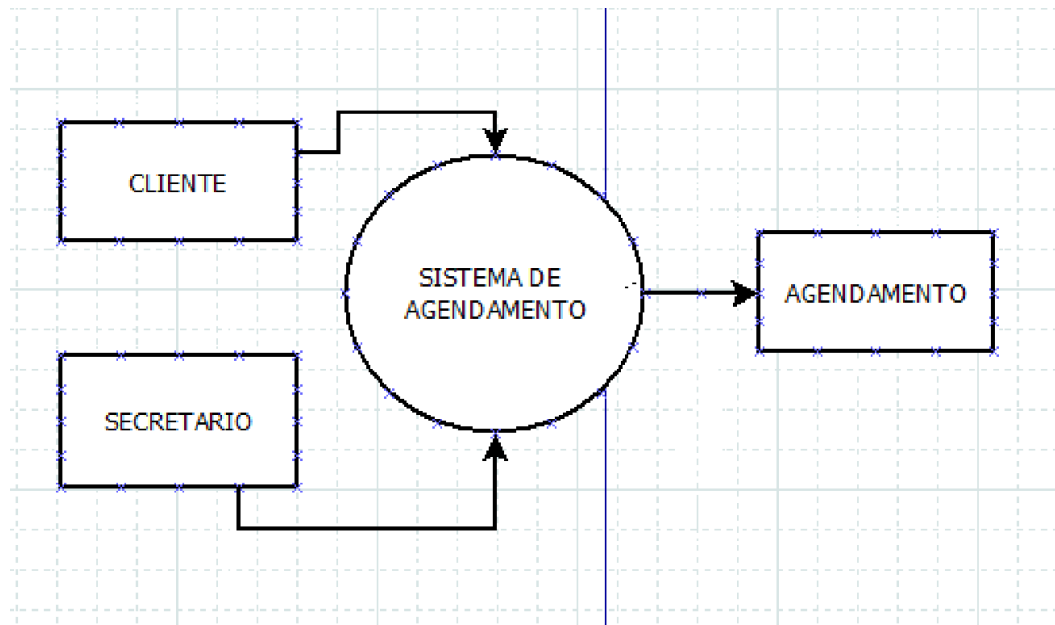 CLIENTE
SISTEMA DE
AGENDAMENTO
AGENDAMENTO
SECRETARIO